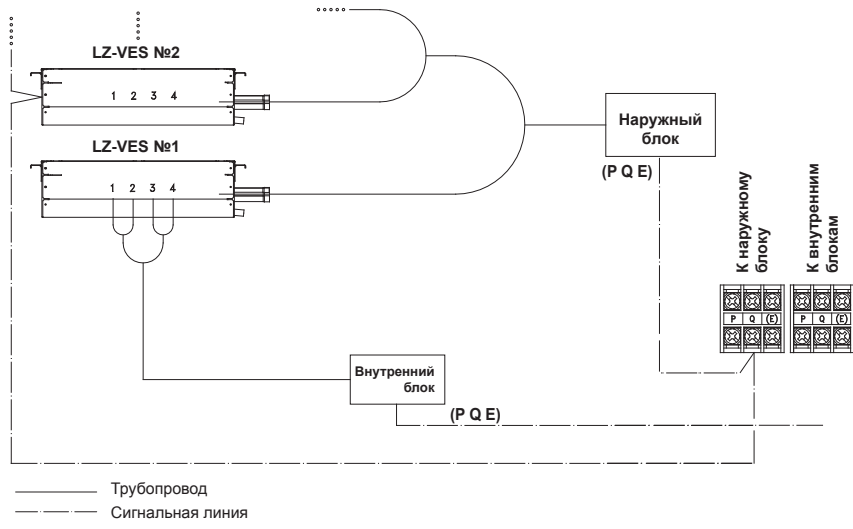 LZ-VES №2
1 2 3 4
LZ-VES №1
1 2 3 4
Наружный
блок
(P Q E)
К наружному
блоку
К внутренним
блокам
P Q (E)
P Q (E)
Внутренний
блок
(P Q E)
Трубопровод
Сигнальная линия